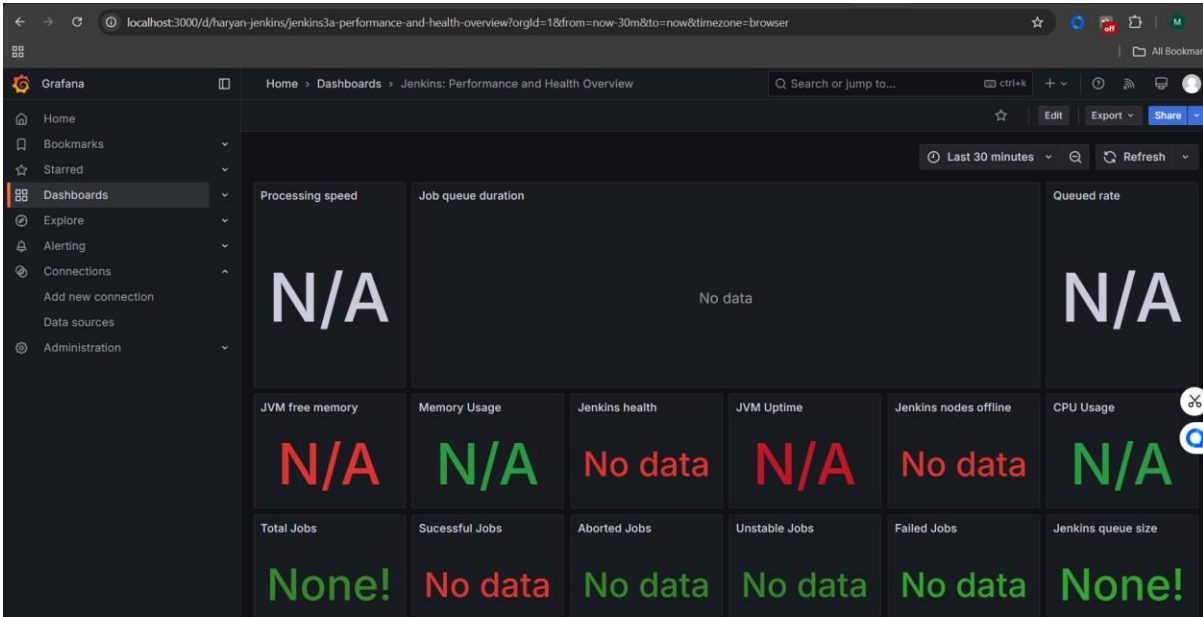 localhost:3000/d/haryan-jenkins/jenkins3a-performance-and-health-overview?orgId=1&from=now-30m&to=now&timezone=browser
off
M
All Bookmar
Grafana
Home › Dashboards › Jenkins: Performance and Health Overview
Search or jump to...
ctrl+k
Home
Edit
Export
Share
Bookmarks
Last 30 minutes
Refresh
Starred
Dashboards
Explore
Alerting
Connections
Add new connection
Data sources
Administration
Processing speed
Job queue duration
Queued rate
N/A
No data
N/A
JVM free memory
Memory Usage
Jenkins health
JVM Uptime
Jenkins nodes offline
CPU Usage
N/A
N/A
No data
N/A
No data
N/A
Total Jobs
Sucessful Jobs
Aborted Jobs
Unstable Jobs
Failed Jobs
Jenkins queue size
None!
No data
No data
No data
No data
None!